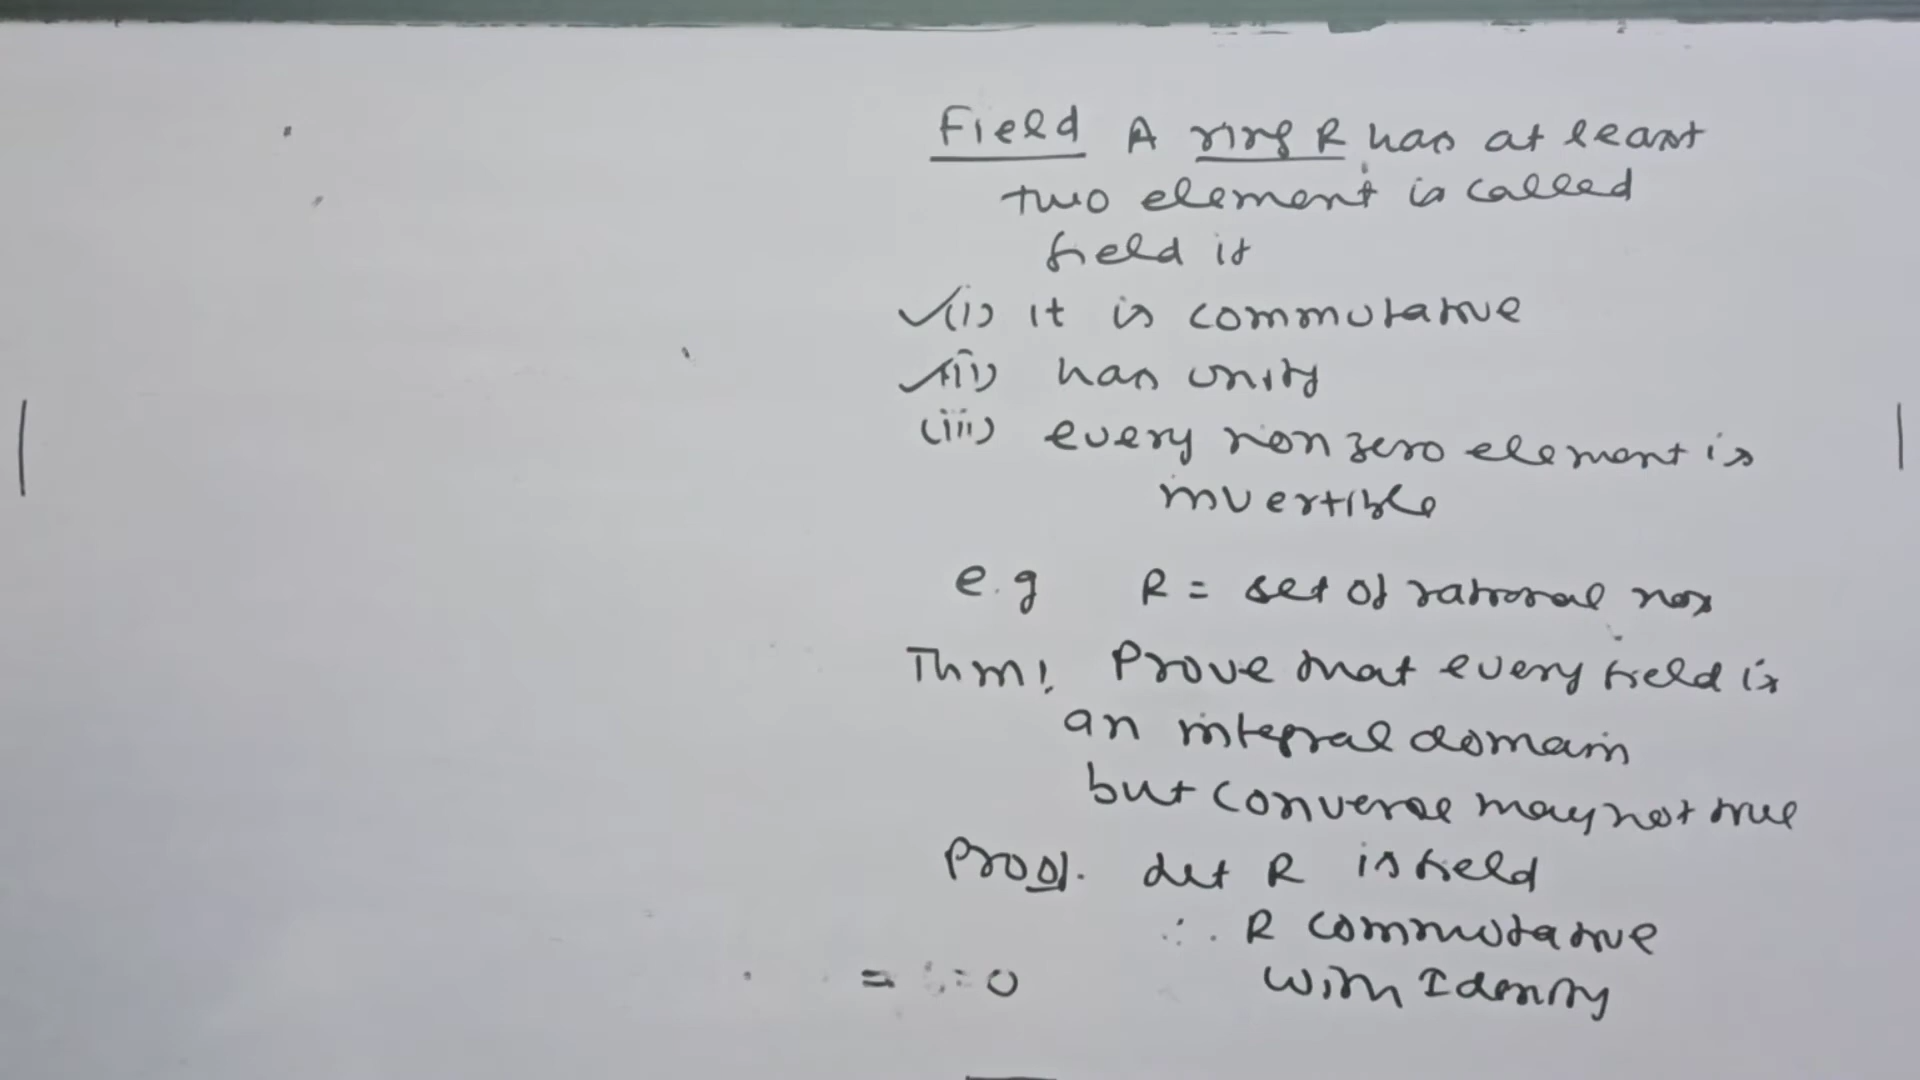 Field A ring R has at least
two element is called
field if
(i) it is commutative
(ii) has unity
(iii) every non zero element is
invertible
e.g R = set of rational nos
Thm! Prove that every field is
an integral domain
but converse may not true
Proof. Let R is field
∴ R commutative
with Identity
= = 0